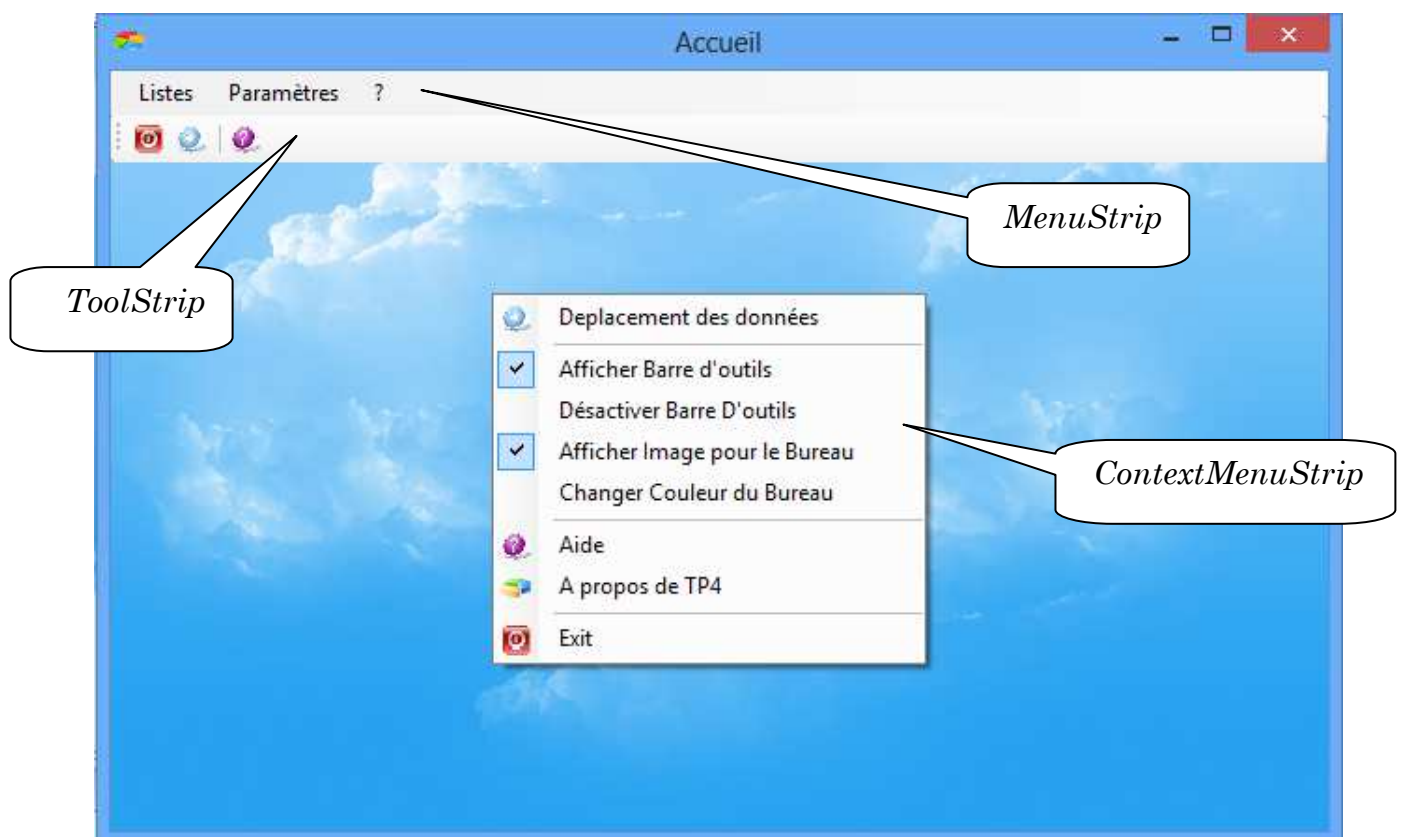 Accueil
Listes Paramètres ?
MenuStrip
ToolStrip
Deplacement des données
Afficher Barre d'outils
Désactiver Barre D'outils
Afficher Image pour le Bureau
Changer Couleur du Bureau
ContextMenuStrip
Aide
A propos de TP4
Exit